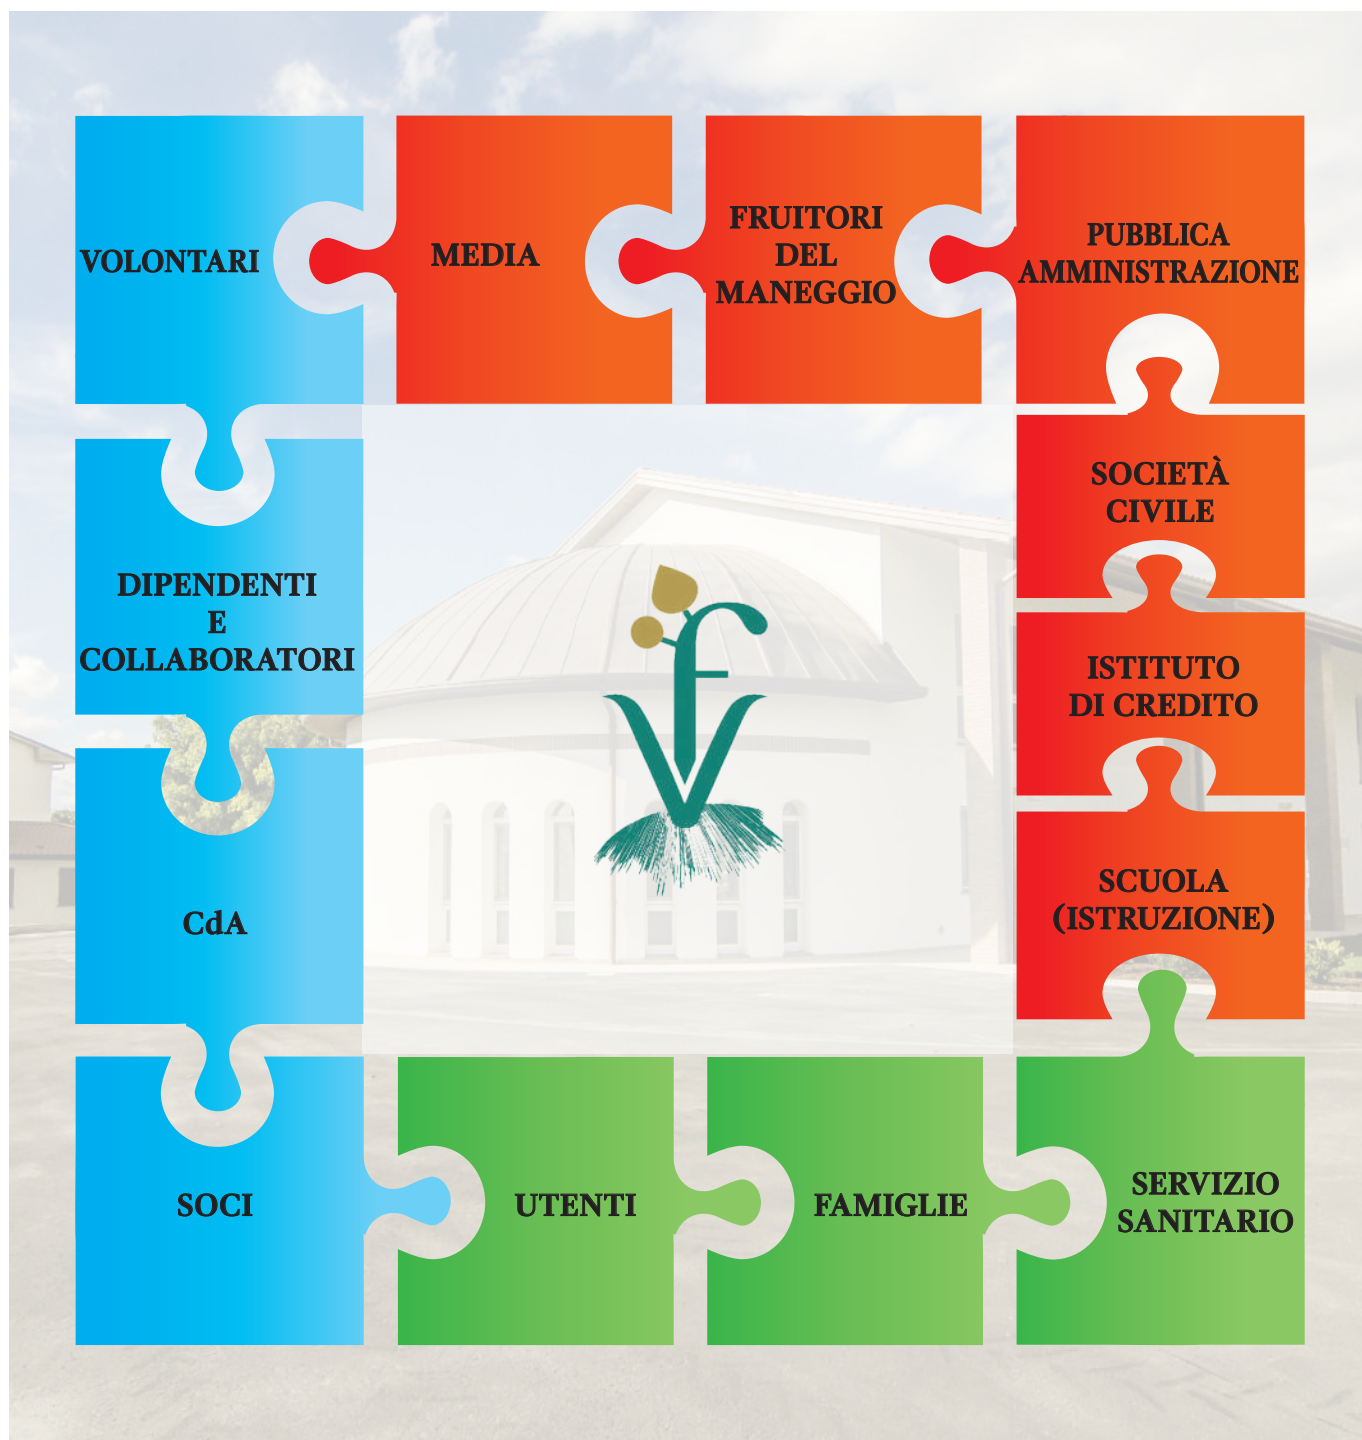 VOLONTARI
MEDIA
FRUITORI
DEL
MANEGGIO
PUBBLICA
AMMINISTRAZIONE
SOCIETÀ
CIVILE
DIPENDENTI
E
COLLABORATORI
ISTITUTO
DI CREDITO
CdA
SCUOLA
(ISTRUZIONE)
SOCI
UTENTI
FAMIGLIE
SERVIZIO
SANITARIO